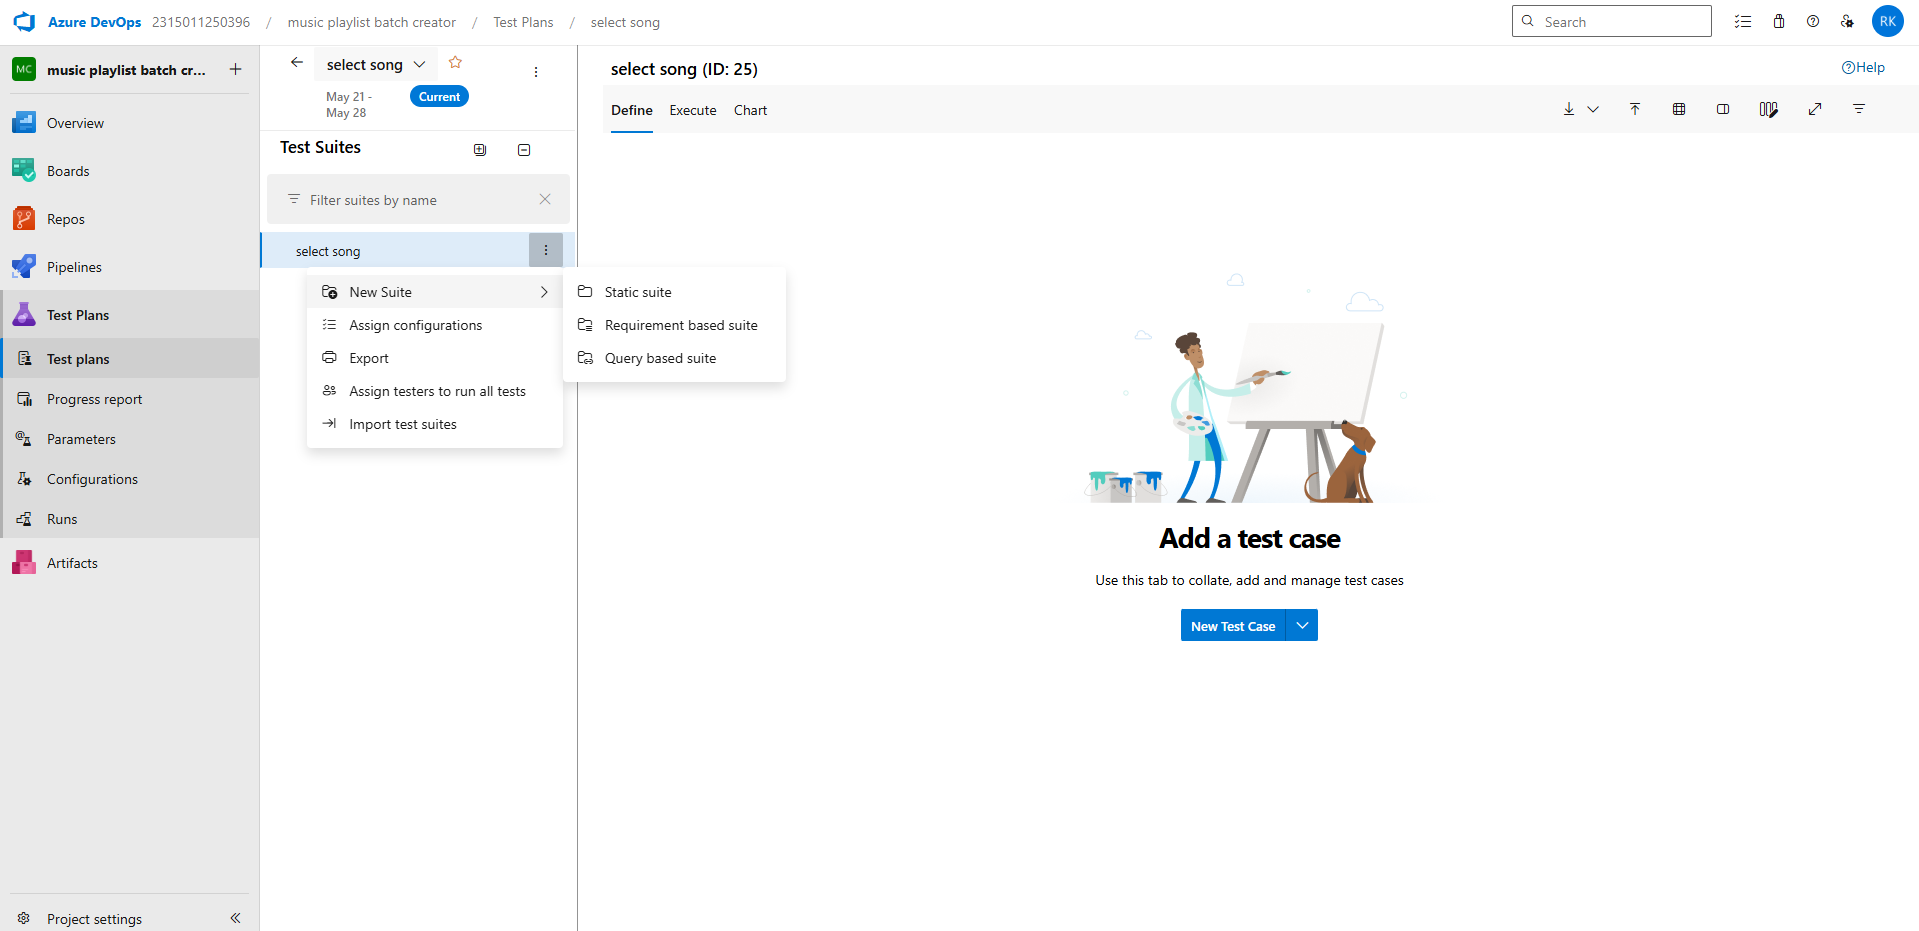 Azure DevOps 2315011250396 / music playlist batch creator / Test Plans / select song
Search
RK
MC music playlist batch cr...
Overview
Boards
Repos
Pipelines
Test Plans
Test plans
Progress report
Parameters
Configurations
Runs
Artifacts
Project settings
select song
May 21 -
May 28
Current
Test Suites
Filter suites by name
select song
New Suite
Assign configurations
Export
Assign testers to run all tests
Import test suites
Static suite
Requirement based suite
Query based suite
select song (ID: 25)
Help
Define Execute Chart
Add a test case
Use this tab to collate, add and manage test cases
New Test Case